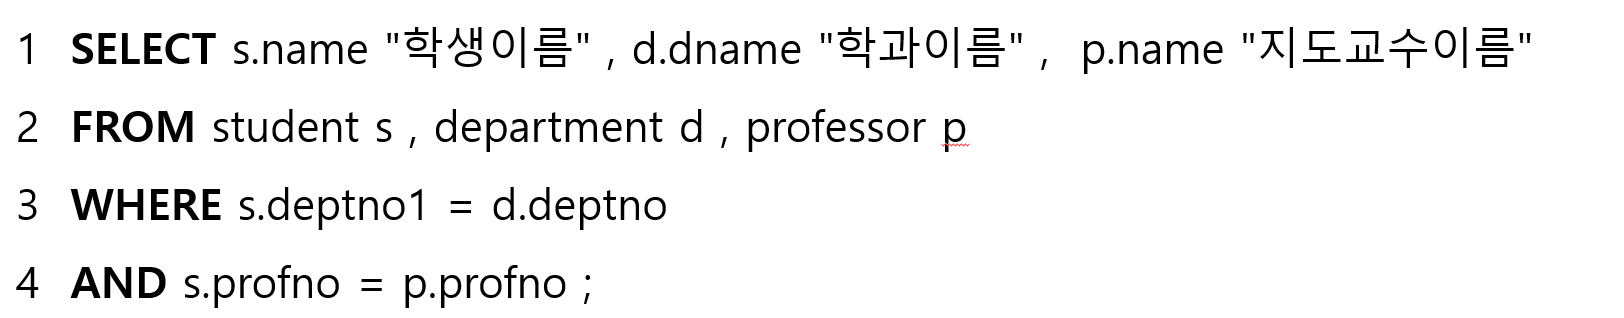 1 SELECT s.name "학생이름" , d.dname "학과이름" , p.name "지도교수이름"
2 FROM student s , department d , professor p
3 WHERE s.deptno1 = d.deptno
4 AND s.profno = p.profno ;